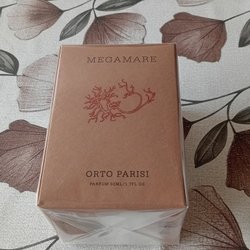 MEGAMARE
ORTO PARISI
PARFUM 50ML/1.7FL OZ